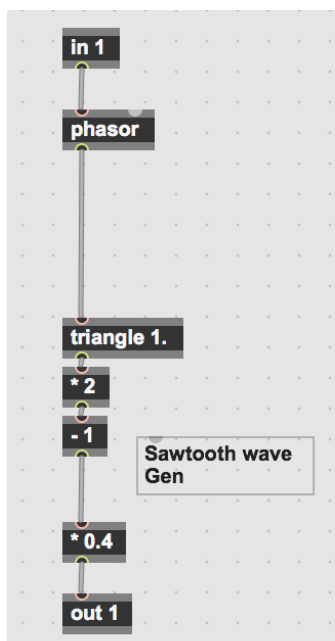 in 1
phasor
triangle 1.
* 2
- 1
Sawtooth wave
Gen
* 0.4
out 1